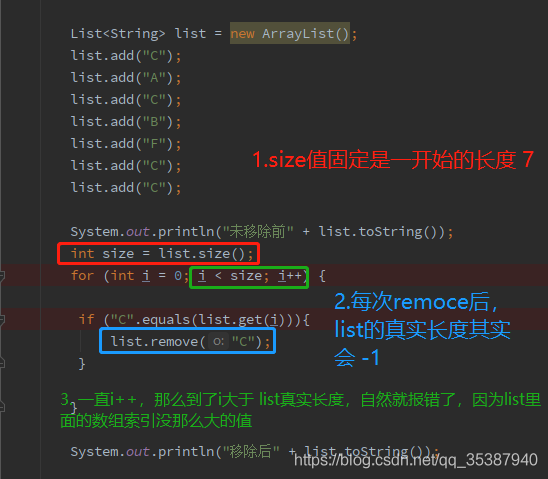 List<String> list = new ArrayList();
list.add("C");
list.add("A");
list.add("C");
list.add("B");
list.add("F");
list.add("C");
list.add("C");
1.size值固定是一开始的长度 7
System.out.println("未移除前" + list.toString());
int size = list.size();
for (int i = 0; i < size; i++) {
2.每次remoce后，
list的真实长度其实
会 -1
if ("C".equals(list.get(i))){
list.remove( o: "C");
}
3. 一直i++，那么到了i大于 list真实长度，自然就报错了，因为list里
面的数组索引没那么大的值
}
System.out.println("移除后" + list.toString());
https://blog.csdn.net/qq_35387940